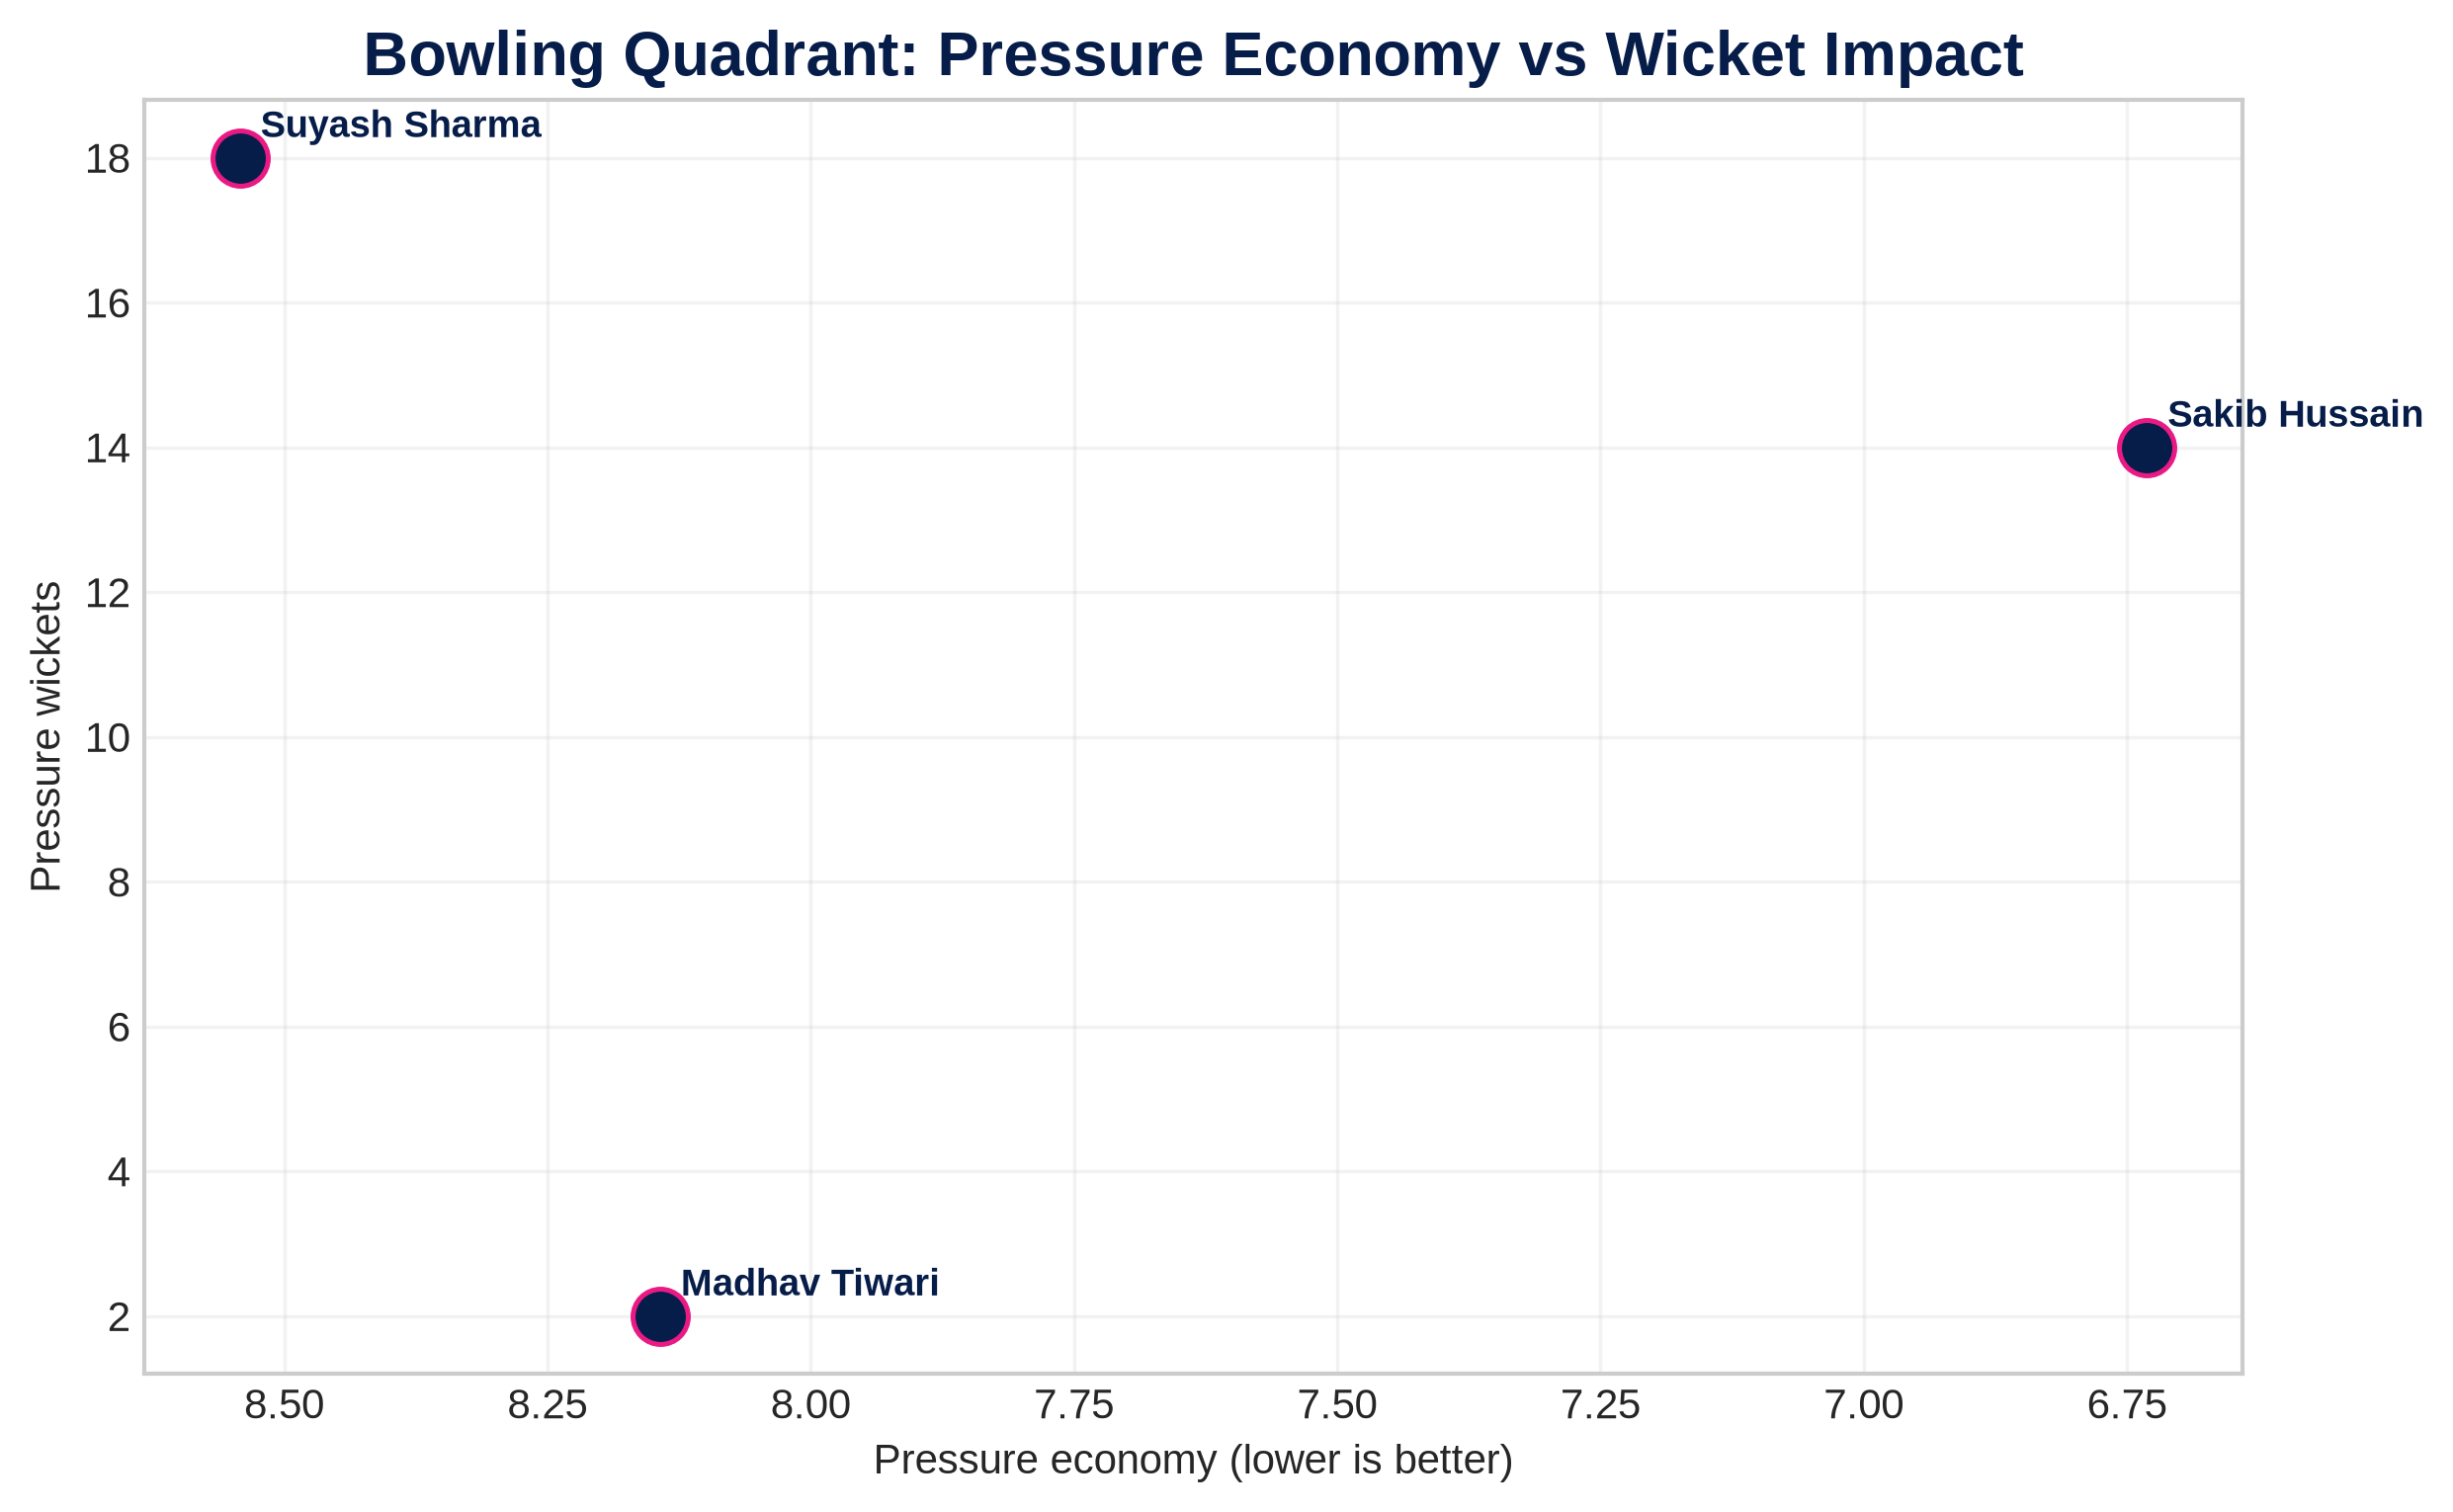 Bowling Quadrant: Pressure Economy vs Wicket Impact
Suyash Sharma
18
16
Sakib Hussain
14
12
Pressure wickets
10
8
6
4
Madhav Tiwari
2
8.50 8.25 8.00 7.75 7.50 7.25 7.00 6.75
Pressure economy (lower is better)